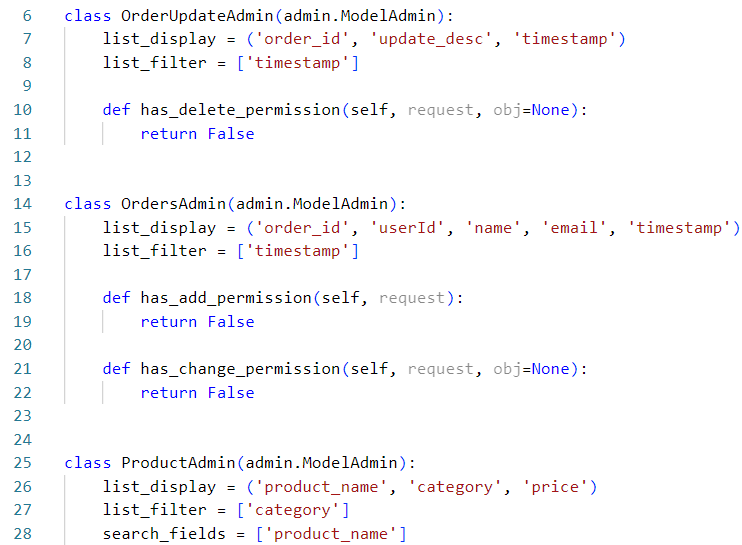 6 class OrderUpdateAdmin(admin.ModelAdmin):
7     list_display = ('order_id', 'update_desc', 'timestamp')
8     list_filter = ['timestamp']
9
10     def has_delete_permission(self, request, obj=None):
11         return False
12
13
14 class OrdersAdmin(admin.ModelAdmin):
15     list_display = ('order_id', 'userId', 'name', 'email', 'timestamp')
16     list_filter = ['timestamp']
17
18     def has_add_permission(self, request):
19         return False
20
21     def has_change_permission(self, request, obj=None):
22         return False
23
24
25 class ProductAdmin(admin.ModelAdmin):
26     list_display = ('product_name', 'category', 'price')
27     list_filter = ['category']
28     search_fields = ['product_name']